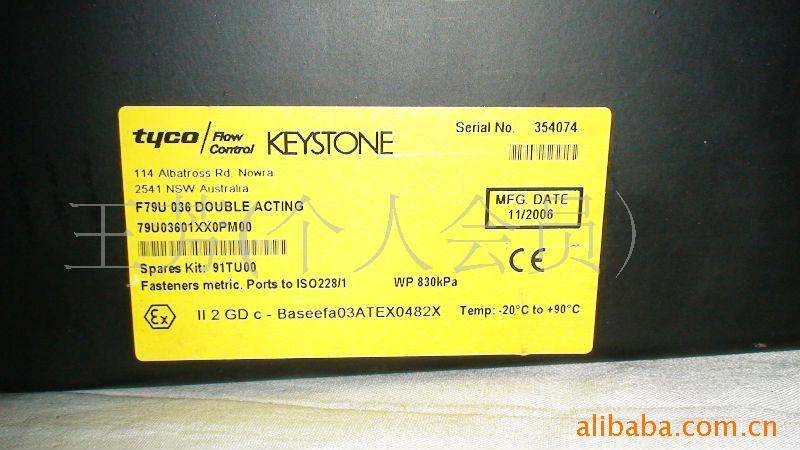 tyco / Flow Control KEYSTONE
Serial No. 354074
114 Albatross Rd Nowra
2541 NSW Australia
F79U 036 DOUBLE ACTING
79U03601XX0PM00
MFG. DATE
11/2006
Spares Kit: 91TU00
CE
Fasteners metric. Ports to ISO228/1 WP 830kPa
Ex II 2 GD c - Baseefa03ATEX0482X Temp: -20°C to +90°C
王芳(个人会员)
alibaba.com.cn